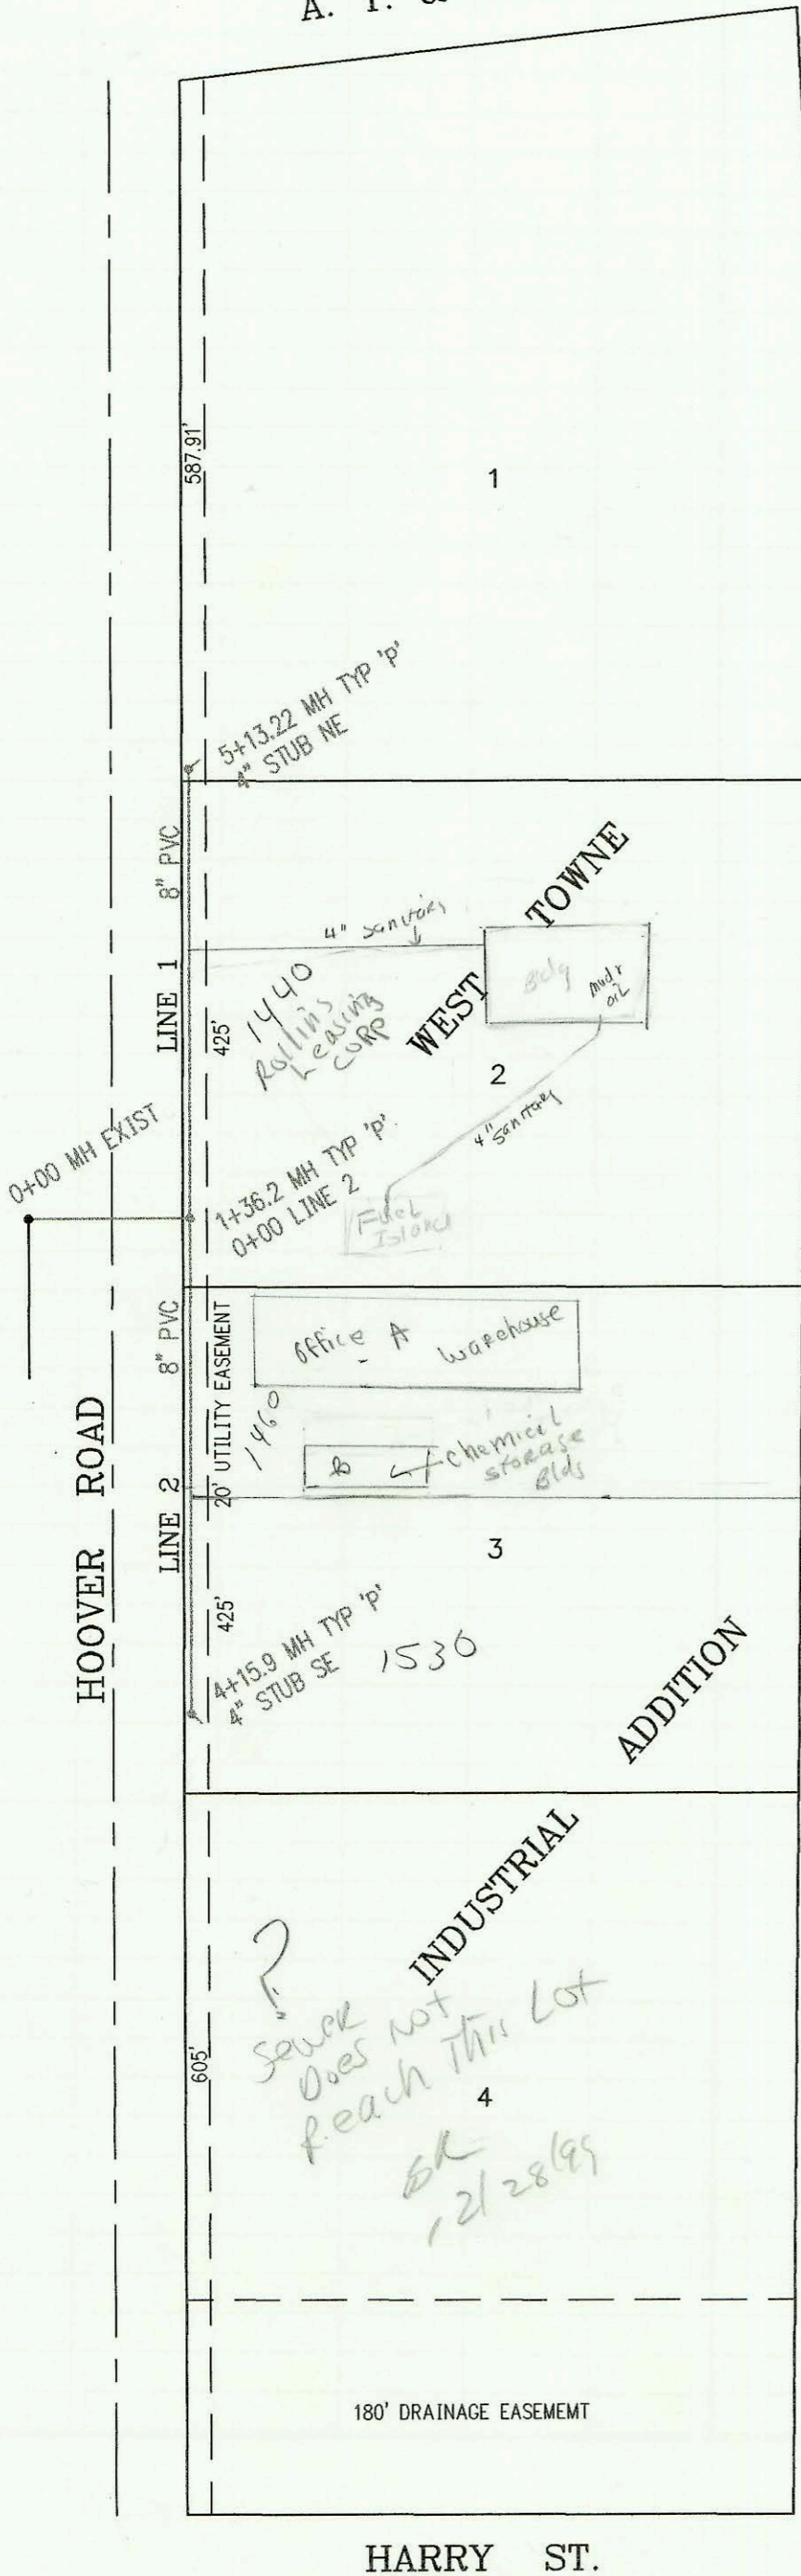 A. T. &
587.91'
1
5+13.22 MH TYP 'P'
4" STUB NE
8" PVC
LINE 1
425'
4" Sanitary
1440
Rollins
Leasing
CORP
WEST TOWNE
Bldg
mud &
oil
2
4" Sanitary
0+00 MH EXIST
1+36.2 MH TYP 'P'
0+00 LINE 2
Fuel
Island
8" PVC
LINE 2
20' UTILITY EASEMENT
Office A Warehouse
1460
B
Chemical
Storage
Bldg
3
HOOVER ROAD
425'
4+15.9 MH TYP 'P'
4" STUB SE
1530
ADDITION
INDUSTRIAL
?
Sewer
Does Not
Reach This Lot
605'
4
12/28/99
180' DRAINAGE EASEMEMT
HARRY ST.